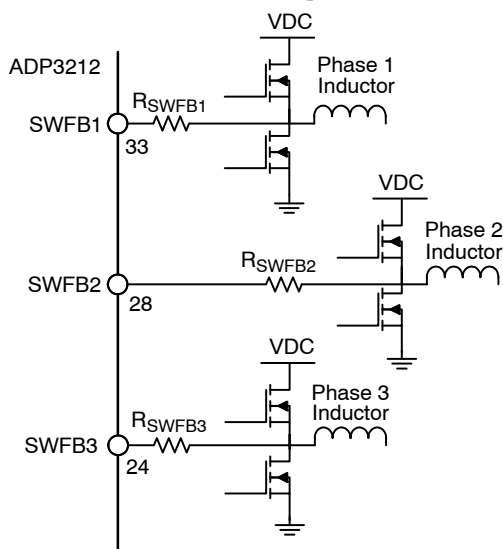 VDC
ADP3212
Phase 1
Inductor
RSWFB1
SWFB1
33
VDC
Phase 2
Inductor
RSWFB2
SWFB2
28
VDC
Phase 3
Inductor
RSWFB3
SWFB3
24